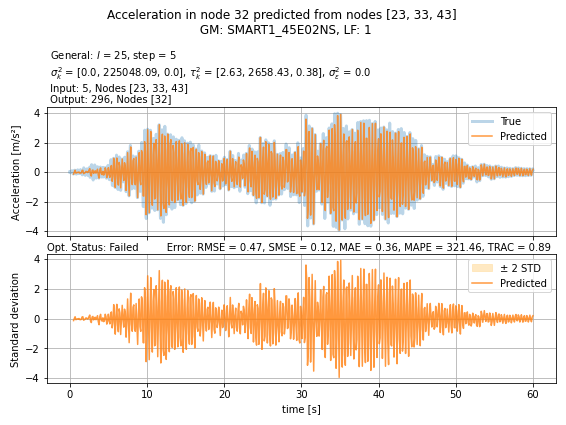 Acceleration in node 32 predicted from nodes [23, 33, 43]
GM: SMART1_45E02NS, LF: 1
General: l = 25, step = 5
σ²ₖ = [0.0, 225048.09, 0.0], τ²ₖ = [2.63, 2658.43, 0.38], σ²ε = 0.0
Input: 5, Nodes [23, 33, 43]
Output: 296, Nodes [32]
4
2
0
−2
−4
Acceleration [m/s²]
True
Predicted
Opt. Status: Failed
Error: RMSE = 0.47, SMSE = 0.12, MAE = 0.36, MAPE = 321.46, TRAC = 0.89
4
2
0
−2
−4
Standard deviation
± 2 STD
Predicted
0 10 20 30 40 50 60
time [s]